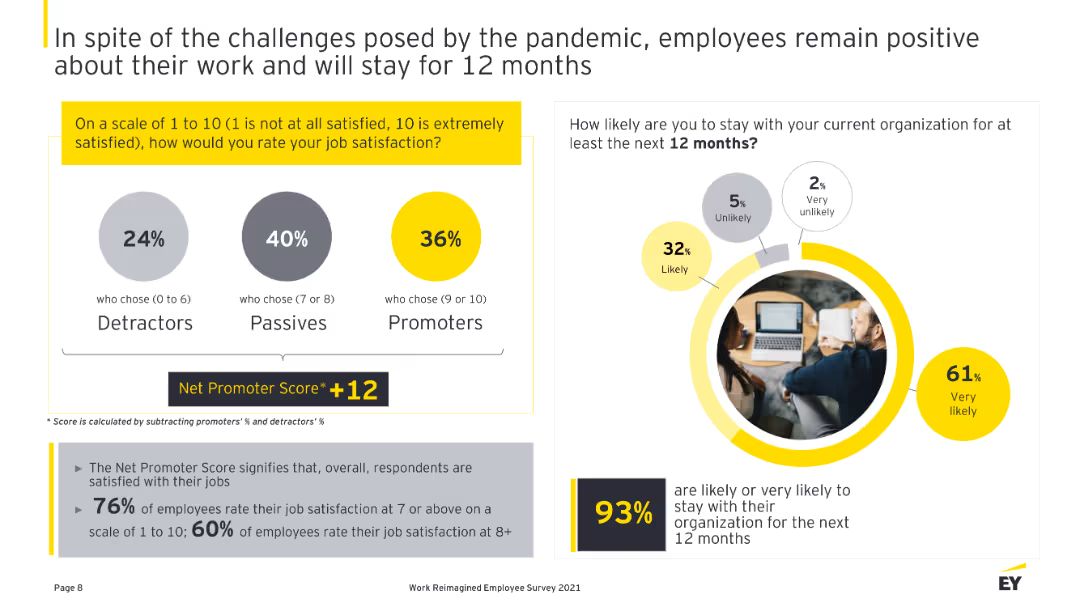 In spite of the challenges posed by the pandemic, employees remain positive
about their work and will stay for 12 months
On a scale of 1 to 10 (1 is not at all satisfied, 10 is extremely
satisfied), how would you rate your job satisfaction?
24%
40%
36%
who chose (0 to 6)
who chose (7 or 8)
who chose (9 or 10)
Detractors
Passives
Promoters
Net Promoter Score* +12
* Score is calculated by subtracting promoters' % and detractors' %
▸ The Net Promoter Score signifies that, overall, respondents are
satisfied with their jobs
▸ 76% of employees rate their job satisfaction at 7 or above on a
scale of 1 to 10; 60% of employees rate their job satisfaction at 8+
How likely are you to stay with your current organization for at
least the next 12 months?
2%
Very
unlikely
5%
Unlikely
32%
Likely
61%
Very
likely
93%
are likely or very likely to
stay with their
organization for the next
12 months
Page 8
Work Reimagined Employee Survey 2021
EY